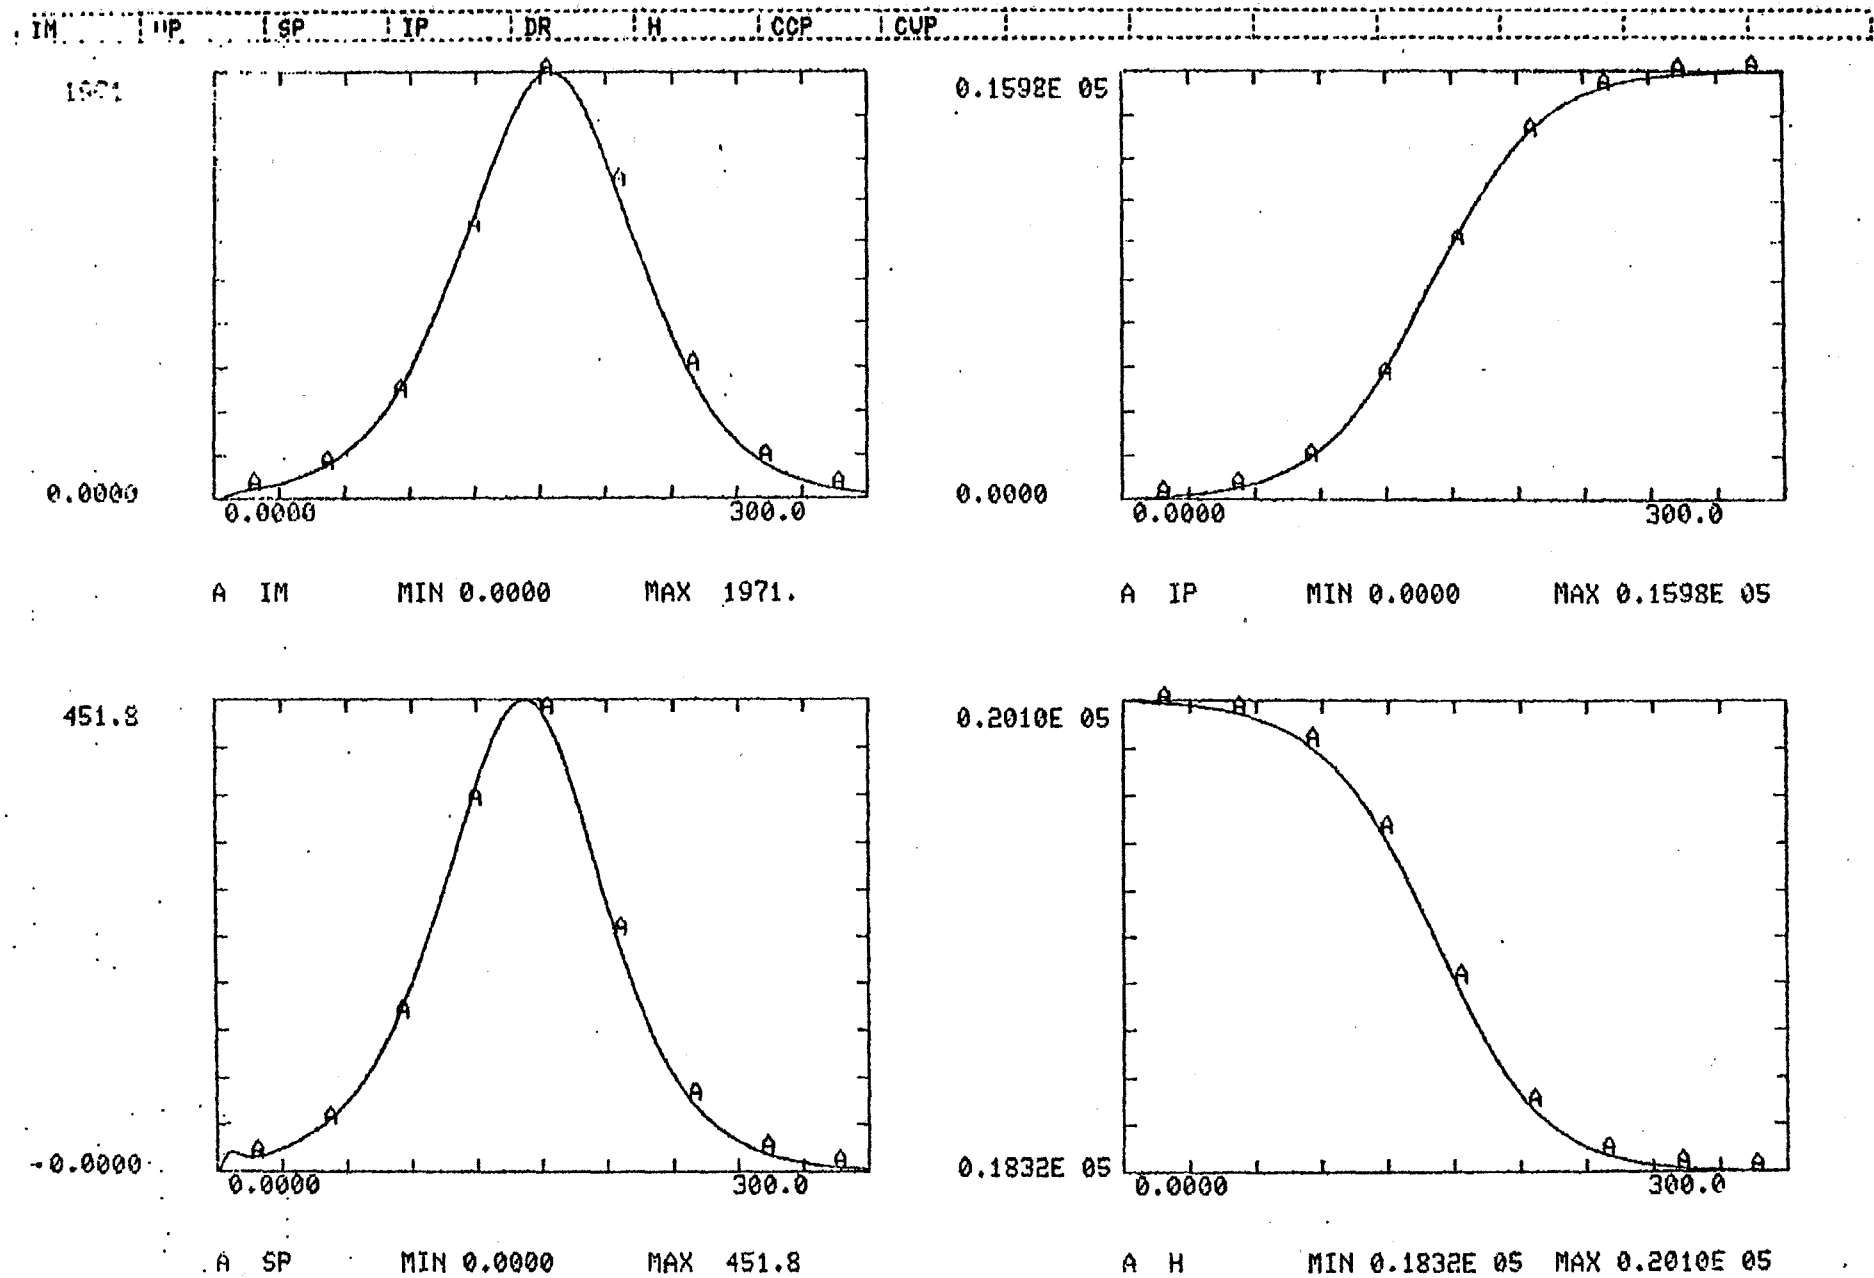 IM SP IP DR H CCP CVP
0.1598E 05
0.0000
0.0000 300.0
0.0000
0.0000 300.0
A IM MIN 0.0000 MAX 1971.
A IP MIN 0.0000 MAX 0.1598E 05
451.8
-0.0000
0.0000 300.0
0.2010E 05
0.1832E 05
0.0000 300.0
A SP MIN 0.0000 MAX 451.8
A H MIN 0.1832E 05 MAX 0.2010E 05